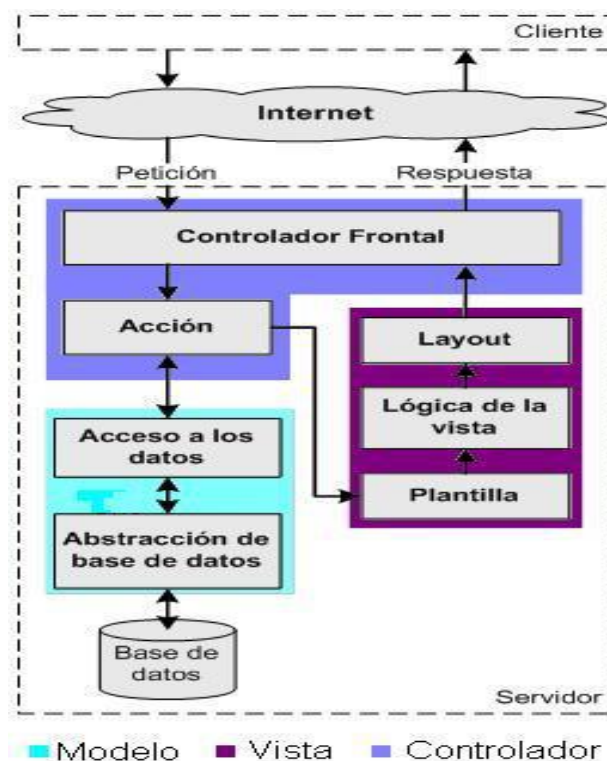 Cliente
Internet
Petición
Respuesta
Controlador Frontal
Acción
Layout
Lógica de la
vista
Plantilla
Acceso a los
datos
Abstracción de
base de datos
Base de
datos
Servidor
Modelo
Vista
Controlador